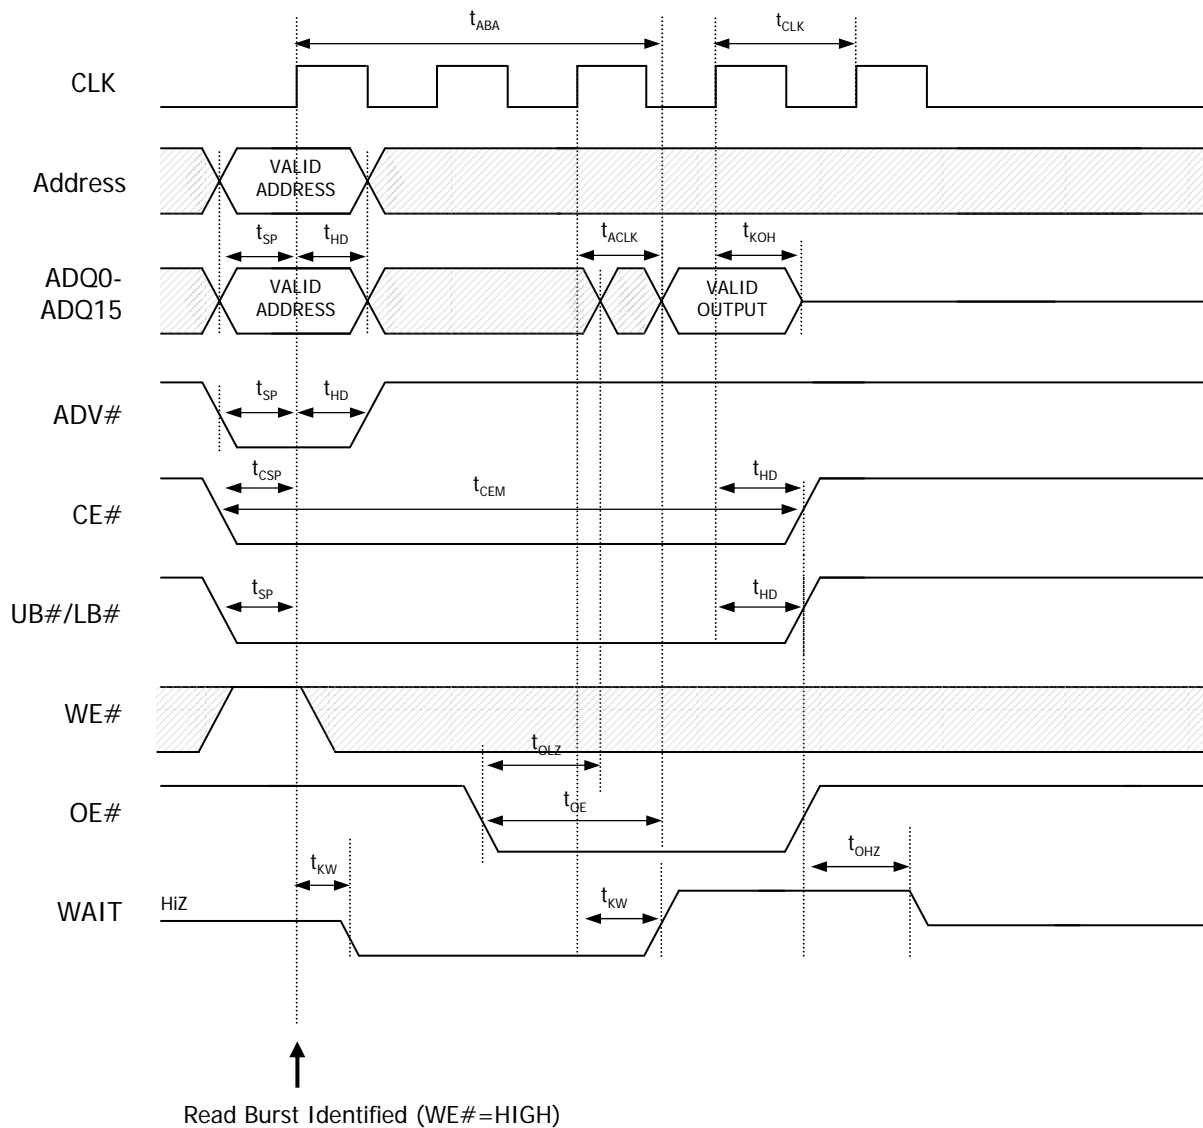 tABA
tCLK
CLK
Address
VALID
ADDRESS
tSP
tHD
tACLK
tKOH
ADQ0-
ADQ15
VALID
ADDRESS
VALID
OUTPUT
ADV#
tSP
tHD
tCSP
tCEM
tHD
CE#
tSP
tHD
UB#/LB#
WE#
tOLZ
OE#
tOE
tOHZ
tKW
WAIT
HiZ
tKW
Read Burst Identified (WE#=HIGH)